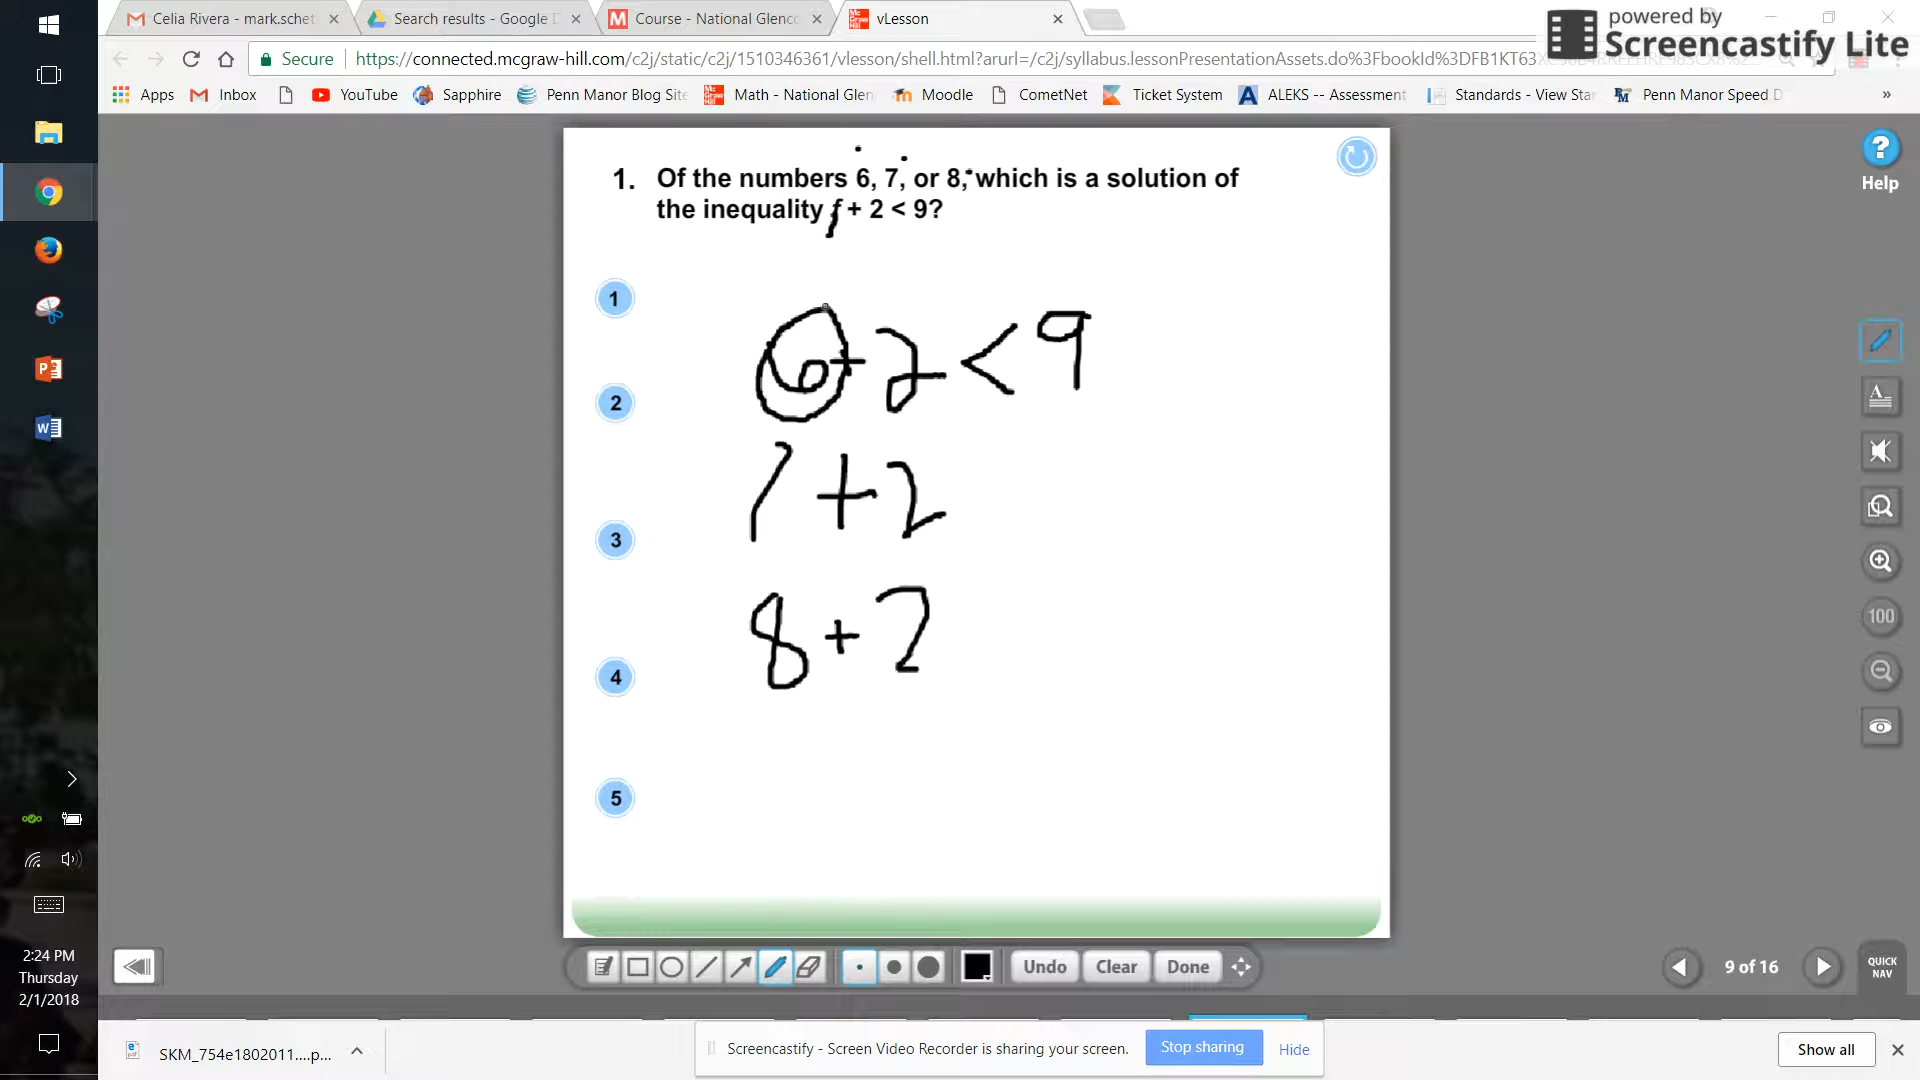 Celia Rivera - mark.schet
Search results - Google
Course - National Glenco
vLesson
powered by
Screencastify Lite
Secure
https://connected.mcgraw-hill.com/c2j/static/c2j/1510346361/vlesson/shell.html?arurl=/c2j/syllabus.lessonPresentationAssets.do%3FbookId%3DFB1KT63
Apps
Inbox
YouTube
Sapphire
Penn Manor Blog Site
Math - National Glen
Moodle
CometNet
Ticket System
ALEKS -- Assessment
Standards - View Star
Penn Manor Speed D
»
1. Of the numbers 6, 7, or 8, which is a solution of
the inequality f + 2 < 9?
?
Help
1
6+2<9
2
7+2
3
8+2
4
5
100
2:24 PM
Thursday
2/1/2018
Undo
Clear
Done
9 of 16
QUICK
NAV
SKM_754e1802011....p...
Screencastify - Screen Video Recorder is sharing your screen.
Stop sharing
Hide
Show all